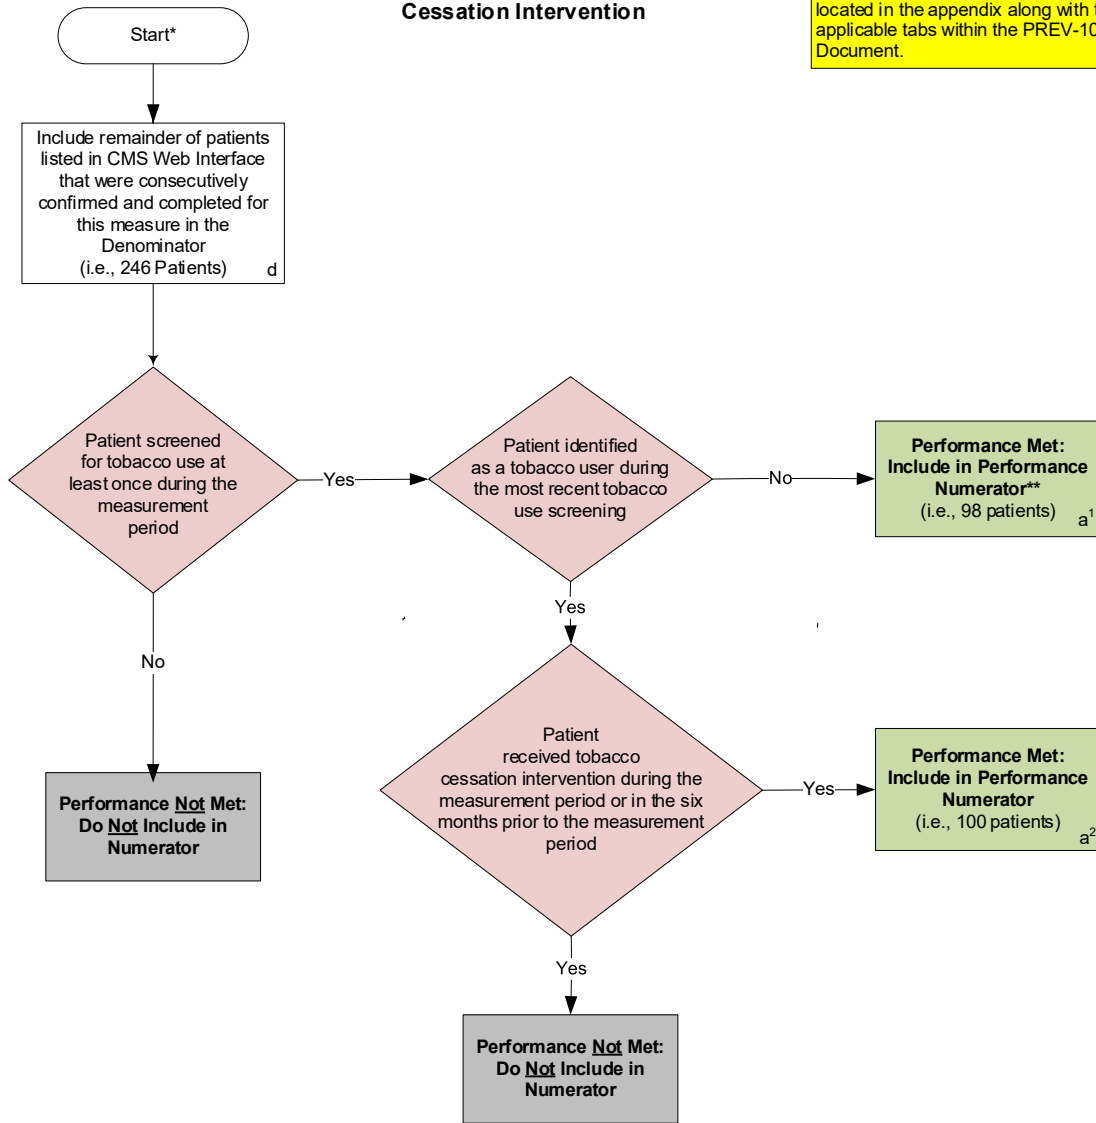 Cessation Intervention
located in the appendix along with
applicable tabs within the PREV-10
Document.
Start*
Include remainder of patients
listed in CMS Web Interface
that were consecutively
confirmed and completed for
this measure in the
Denominator
(i.e., 246 Patients) d
Patient screened
for tobacco use at
least once during the
measurement
period
Yes
Patient identified
as a tobacco user during
the most recent tobacco
use screening
No
Performance Met:
Include in Performance
Numerator**
(i.e., 98 patients) a¹
Yes
No
Patient
received tobacco
cessation intervention during the
measurement period or in the six
months prior to the measurement
period
Yes
Performance Met:
Include in Performance
Numerator
(i.e., 100 patients) a²
Performance Not Met:
Do Not Include in
Numerator
Yes
Performance Not Met:
Do Not Include in
Numerator